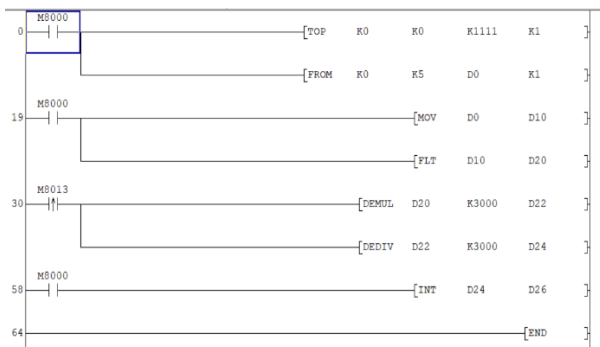 M8000
0 [TOP K0 K0 K1111 K1 ]
[FROM K0 K5 D0 K1 ]
M8000
19 [MOV D0 D10 ]
[FLT D10 D20 ]
M8013
30 [DEMUL D20 K3000 D22 ]
[DEDIV D22 K3000 D24 ]
M8000
58 [INT D24 D26 ]
64 [END ]